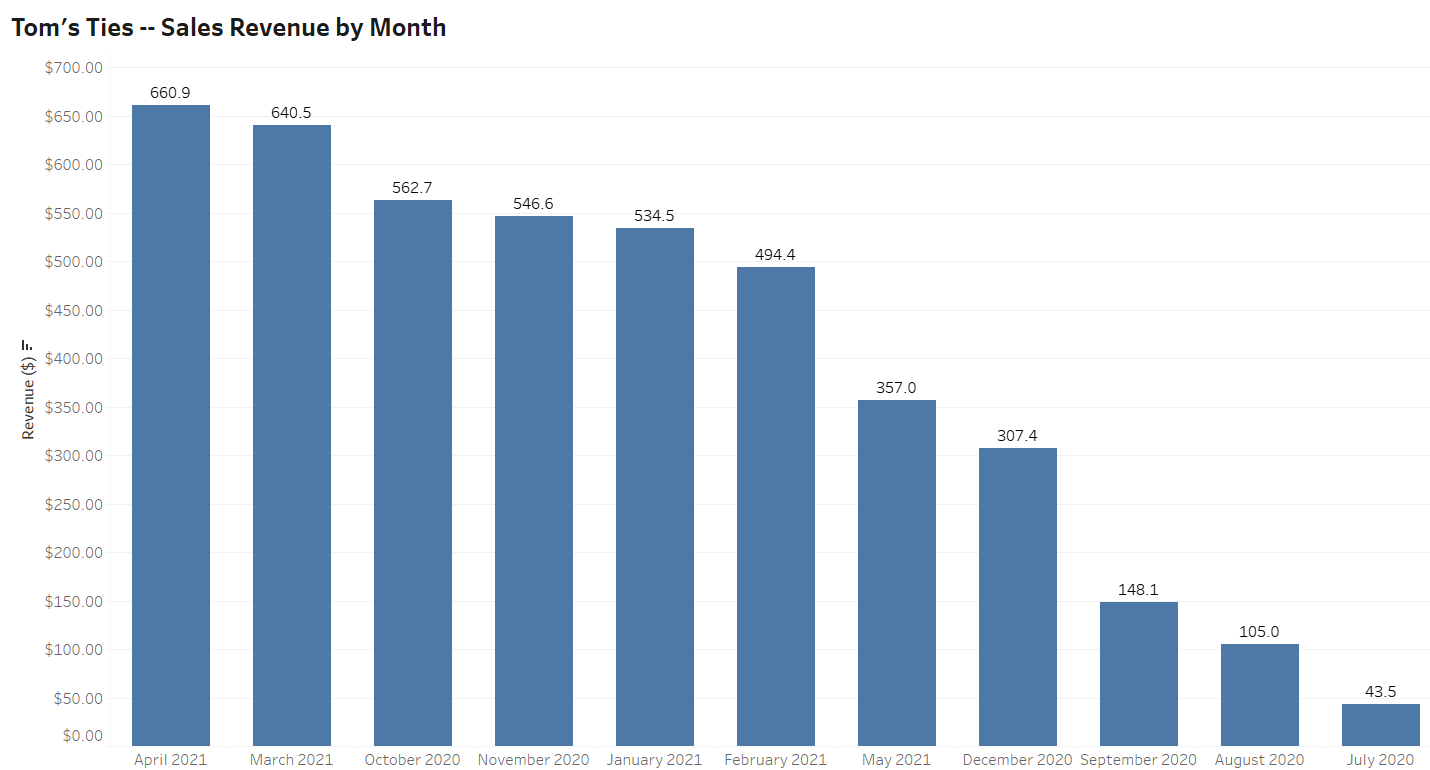 Tom's Ties -- Sales Revenue by Month
Revenue ($)
$700.00
$650.00
$600.00
$550.00
$500.00
$450.00
$400.00
$350.00
$300.00
$250.00
$200.00
$150.00
$100.00
$50.00
$0.00
660.9
640.5
562.7
546.6
534.5
494.4
357.0
307.4
148.1
105.0
43.5
April 2021
March 2021
October 2020
November 2020
January 2021
February 2021
May 2021
December 2020
September 2020
August 2020
July 2020